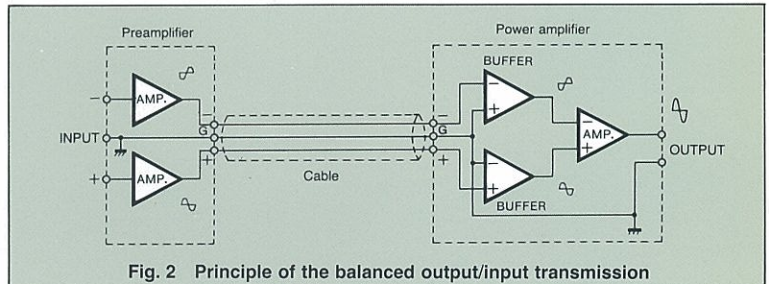 Preamplifier
Power amplifier
BUFFER
AMP.
−
−
+
−
G
AMP.
−
+
INPUT
G
OUTPUT
+
AMP.
+
Cable
+
−
+
BUFFER
Fig. 2 Principle of the balanced output/input transmission